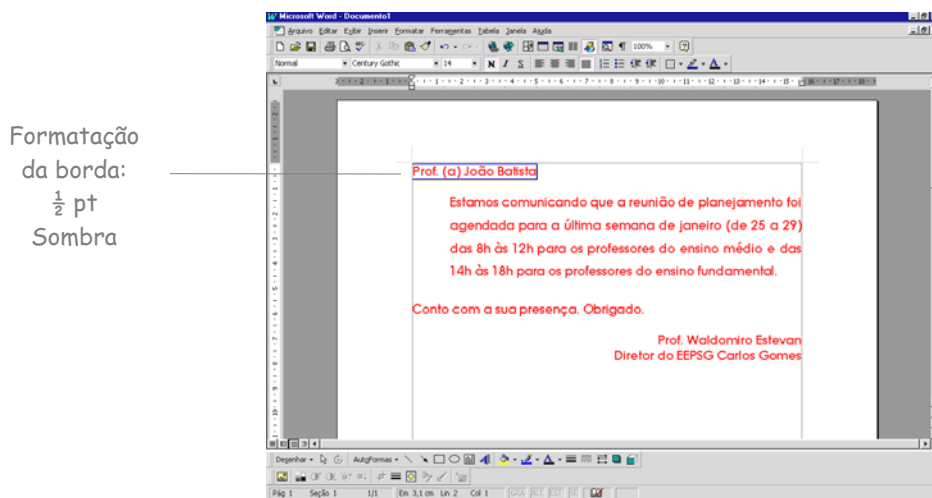 Microsoft Word - Documento1
Arquivo Editar Exibir Inserir Formatar Ferramentas Tabela Janela Ajuda
100%
Normal Century Gothic 14 N I S
Formatação
da borda:
½ pt
Sombra
Prof. (a) João Batista
Estamos comunicando que a reunião de planejamento foi
agendada para a última semana de janeiro (de 25 a 29)
das 8h às 12h para os professores do ensino médio e das
14h às 18h para os professores do ensino fundamental.
Conto com a sua presença. Obrigado.
Prof. Waldomiro Estevan
Diretor do EEPSG Carlos Gomes
Desenhar AutoFormas
Pág 1 Seção 1 1/1 Em 3,1 cm Lin 2 Col 1 GRA ALT EST SE